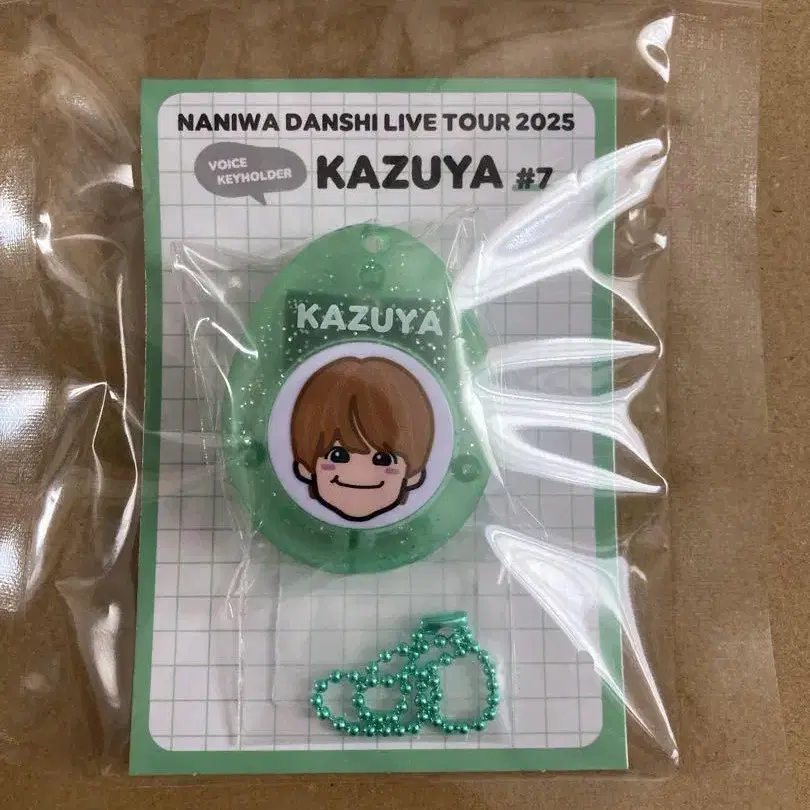 NANIWA DANSHI LIVE TOUR 2025
VOICE
KEYHOLDER
KAZUYA #7
KAZUYA